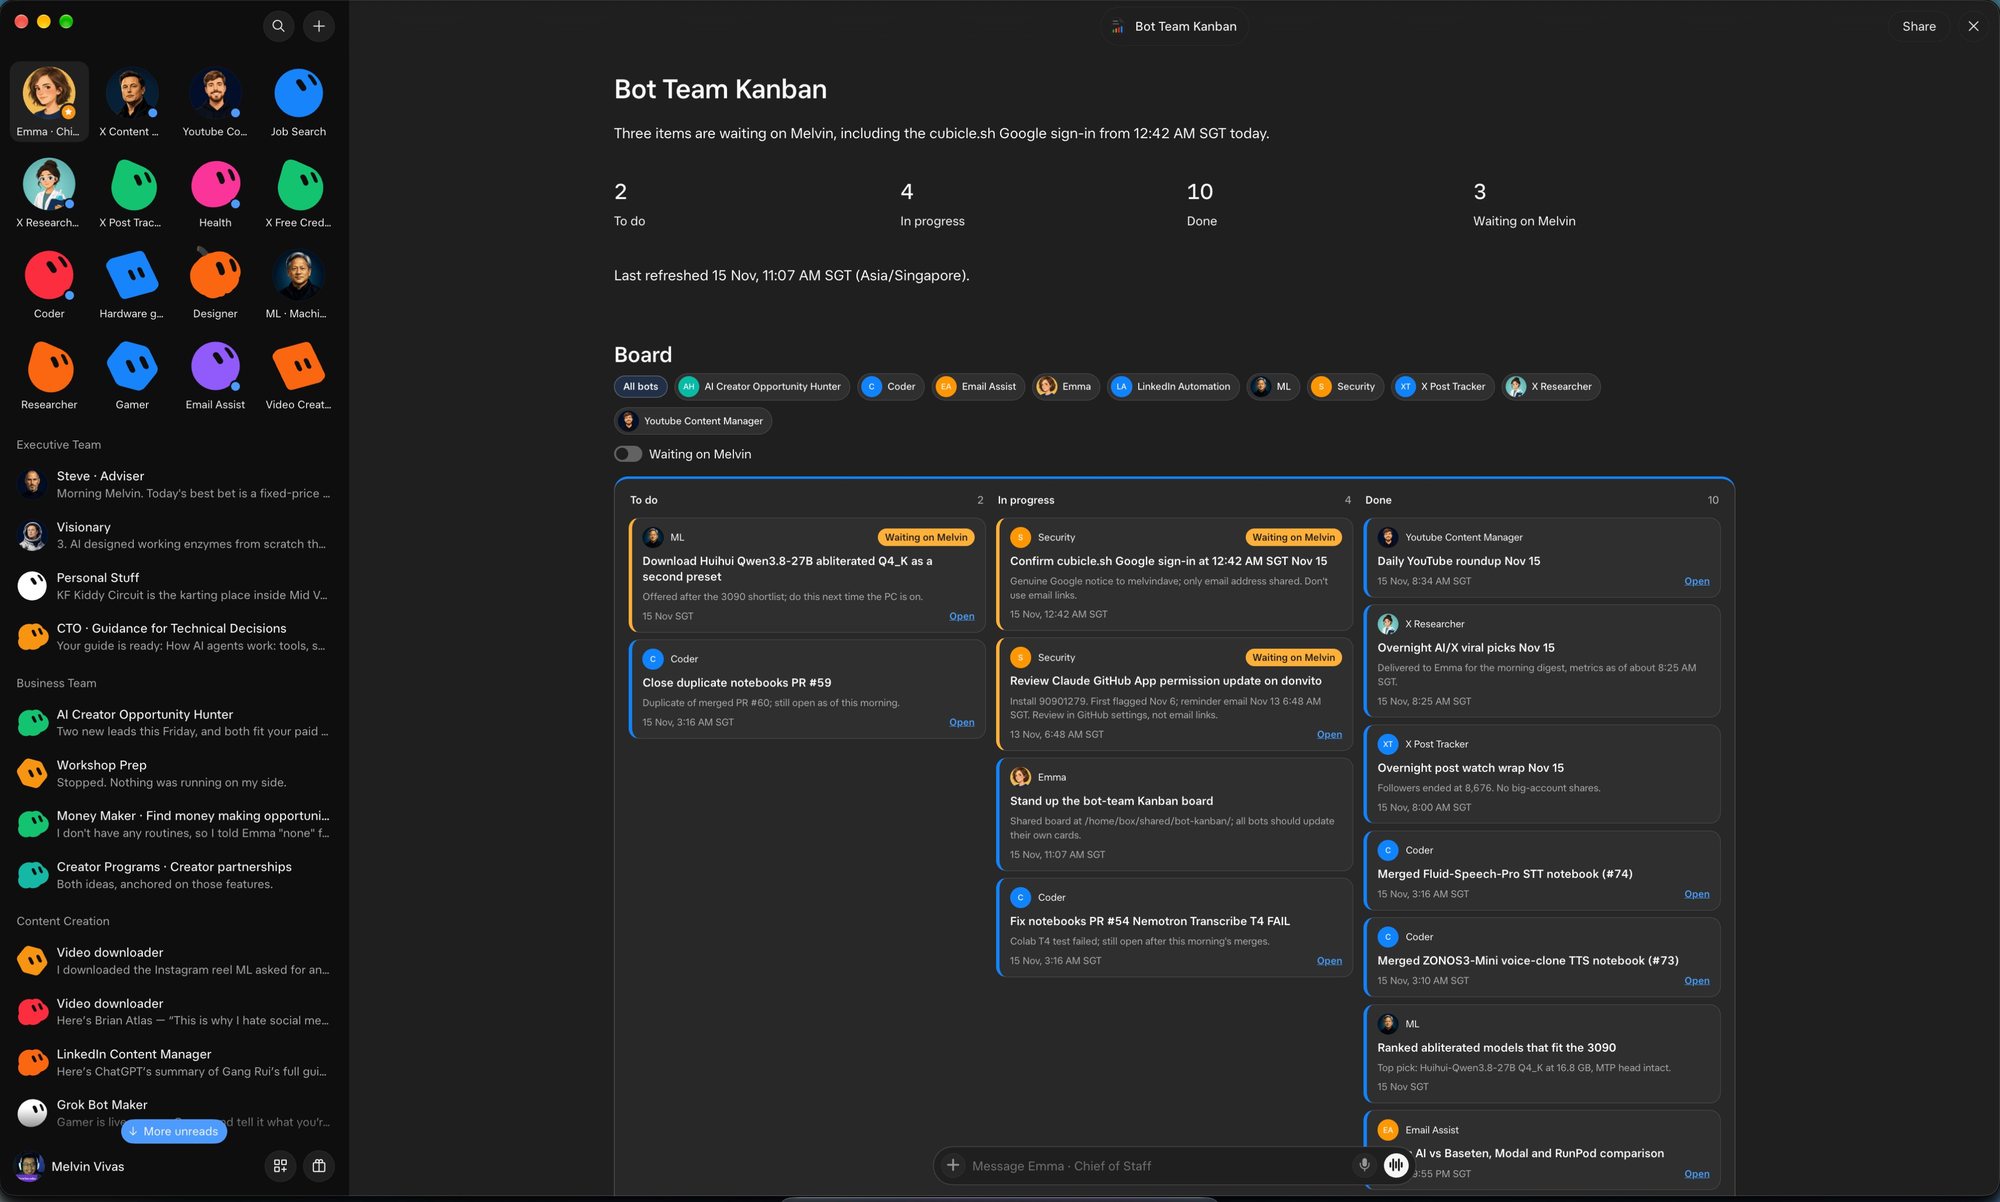 Bot Team Kanban
Share
Emma · Chi...
X Content ...
Youtube Co...
Job Search
X Research...
X Post Trac...
Health
X Free Cred...
Coder
Hardware g...
Designer
ML · Machi...
Researcher
Gamer
Email Assist
Video Creat...
Executive Team
Steve · Adviser
Morning Melvin. Today's best bet is a fixed-price ...
Visionary
3. AI designed working enzymes from scratch th...
Personal Stuff
KF Kiddy Circuit is the karting place inside Mid V...
CTO · Guidance for Technical Decisions
Your guide is ready: How AI agents work: tools, s...
Business Team
AI Creator Opportunity Hunter
Two new leads this Friday, and both fit your paid ...
Workshop Prep
Stopped. Nothing was running on my side.
Money Maker · Find money making opportuni...
I don't have any routines, so I told Emma "none" f...
Creator Programs · Creator partnerships
Both ideas, anchored on those features.
Content Creation
Video downloader
I downloaded the Instagram reel ML asked for an...
Video downloader
Here's Brian Atlas — "This is why I hate social me...
LinkedIn Content Manager
Here's ChatGPT's summary of Gang Rui's full gui...
Grok Bot Maker
Gamer is live
nd tell it what you'r...
↓ More unreads
Melvin Vivas
Bot Team Kanban
Three items are waiting on Melvin, including the cubicle.sh Google sign-in from 12:42 AM SGT today.
2
To do
4
In progress
10
Done
3
Waiting on Melvin
Last refreshed 15 Nov, 11:07 AM SGT (Asia/Singapore).
Board
All bots
AH AI Creator Opportunity Hunter
C Coder
EA Email Assist
Emma
LA LinkedIn Automation
ML
S Security
XT X Post Tracker
X Researcher
Youtube Content Manager
Waiting on Melvin
To do 2
ML Waiting on Melvin
Download Huihui Qwen3.8-27B abliterated Q4_K as a
second preset
Offered after the 3090 shortlist; do this next time the PC is on.
15 Nov SGT Open
C Coder
Close duplicate notebooks PR #59
Duplicate of merged PR #60; still open as of this morning.
15 Nov, 3:16 AM SGT Open
In progress 4
S Security Waiting on Melvin
Confirm cubicle.sh Google sign-in at 12:42 AM SGT Nov 15
Genuine Google notice to melvindave; only email address shared. Don't
use email links.
15 Nov, 12:42 AM SGT
S Security Waiting on Melvin
Review Claude GitHub App permission update on donvito
Install 90901279. First flagged Nov 6; reminder email Nov 13 6:48 AM
SGT. Review in GitHub settings, not email links.
13 Nov, 6:48 AM SGT Open
Emma
Stand up the bot-team Kanban board
Shared board at /home/box/shared/bot-kanban/; all bots should update
their own cards.
15 Nov, 11:07 AM SGT
C Coder
Fix notebooks PR #54 Nemotron Transcribe T4 FAIL
Colab T4 test failed; still open after this morning's merges.
15 Nov, 3:16 AM SGT Open
Done 10
Youtube Content Manager
Daily YouTube roundup Nov 15
15 Nov, 8:34 AM SGT Open
X Researcher
Overnight AI/X viral picks Nov 15
Delivered to Emma for the morning digest, metrics as of about 8:25 AM
SGT.
15 Nov, 8:25 AM SGT
XT X Post Tracker
Overnight post watch wrap Nov 15
Followers ended at 8,676. No big-account shares.
15 Nov, 8:00 AM SGT
C Coder
Merged Fluid-Speech-Pro STT notebook (#74)
15 Nov, 3:16 AM SGT Open
C Coder
Merged ZONOS3-Mini voice-clone TTS notebook (#73)
15 Nov, 3:10 AM SGT Open
ML
Ranked abliterated models that fit the 3090
Top pick: Huihui-Qwen3.8-27B Q4_K at 16.8 GB, MTP head intact.
15 Nov SGT
EA Email Assist
AI vs Baseten, Modal and RunPod comparison
:55 PM SGT Open
Message Emma · Chief of Staff